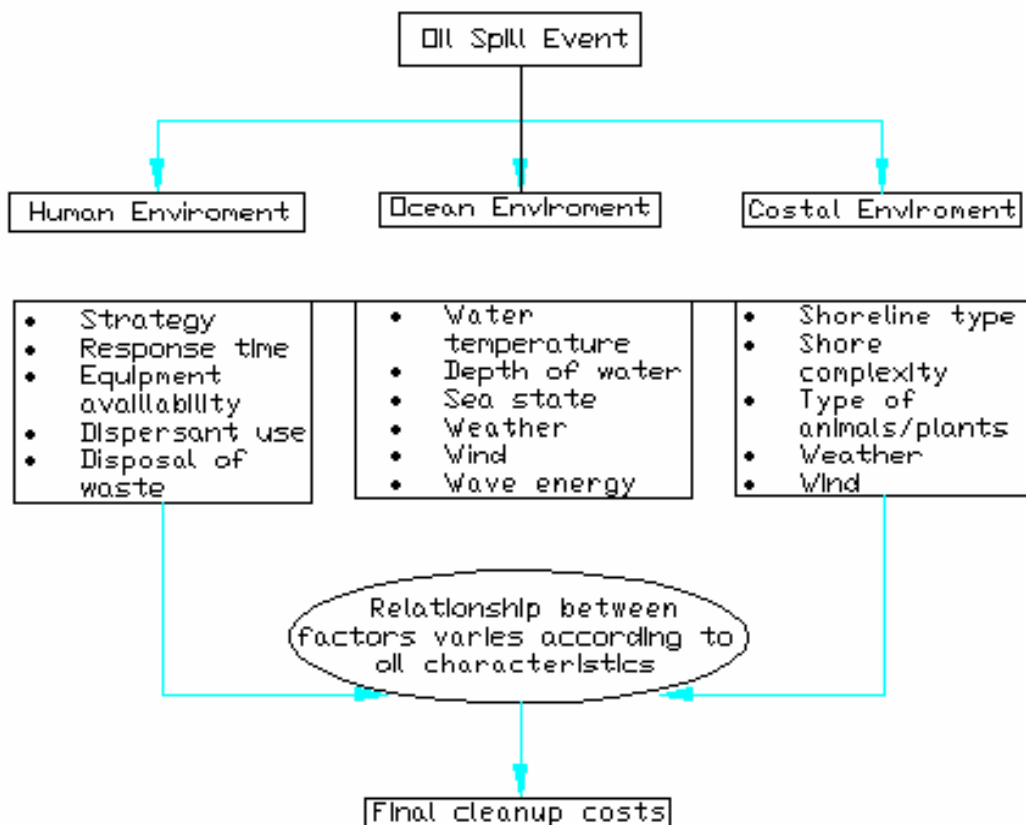 Oil Spill Event
Human Enviroment
Ocean Enviroment
Costal Enviroment
• Strategy
• Response time
• Equipment
availlability
• Dispersant use
• Disposal of
waste
• Water
temperature
• Depth of water
• Sea state
• Weather
• Wind
• Wave energy
• Shoreline type
• Shore
complexity
• Type of
animals/plants
• Weather
• Wind
Relationship between
factors varies according to
oil characteristics
Final cleanup costs